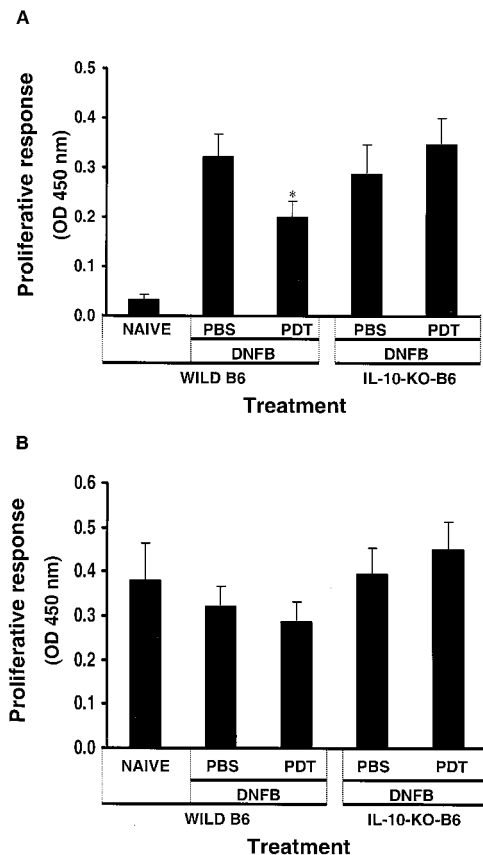 A
Proliferative response
(OD 450 nm)
0.5
0.4
0.3
0.2
0.1
0.0
*
NAIVE PBS PDT PBS PDT
DNFB DNFB
WILD B6 IL-10-KO-B6
Treatment
B
Proliferative response
(OD 450 nm)
0.6
0.5
0.4
0.3
0.2
0.1
0.0
NAIVE PBS PDT PBS PDT
DNFB DNFB
WILD B6 IL-10-KO-B6
Treatment